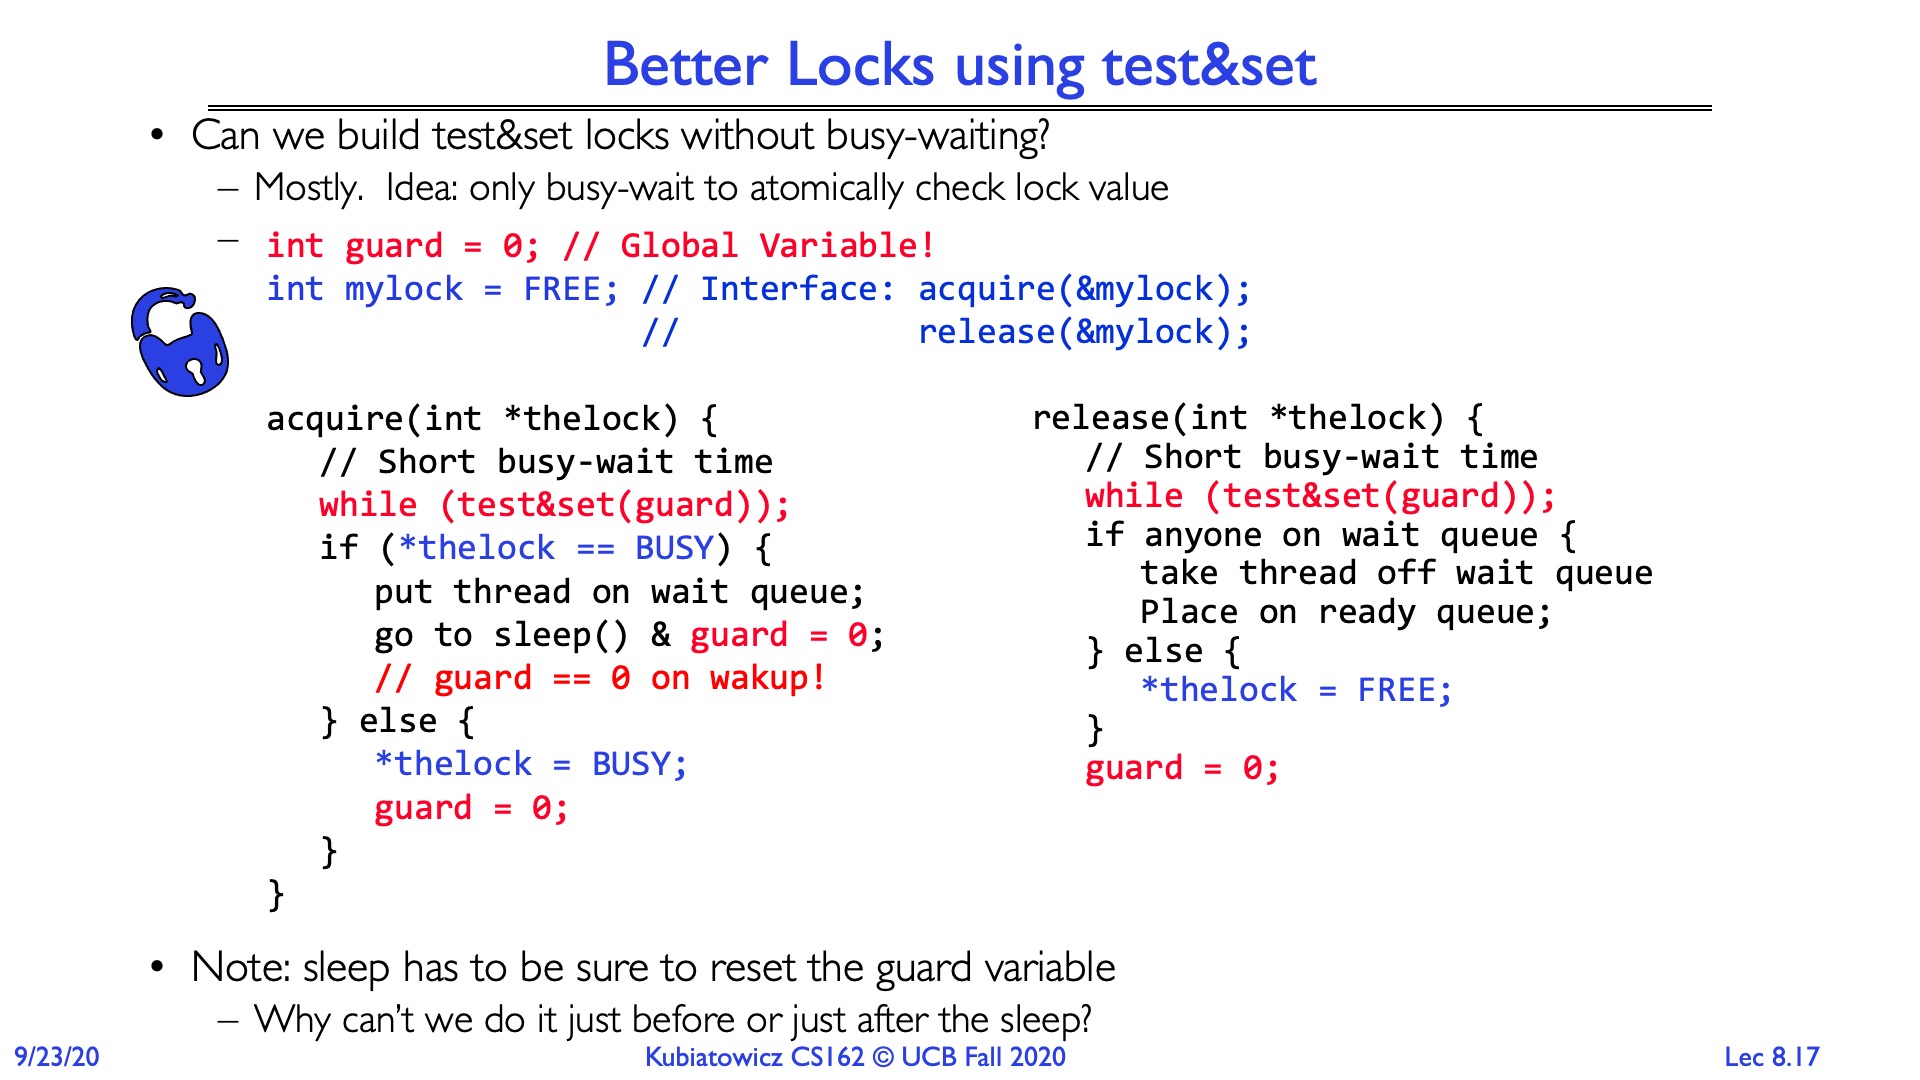 Better Locks using test&set
• Can we build test&set locks without busy-waiting?
– Mostly.  Idea: only busy-wait to atomically check lock value
– int guard = 0; // Global Variable!
int mylock = FREE; // Interface: acquire(&mylock);
//            release(&mylock);
acquire(int *thelock) {
// Short busy-wait time
while (test&set(guard));
if (*thelock == BUSY) {
put thread on wait queue;
go to sleep() & guard = 0;
// guard == 0 on wakup!
} else {
*thelock = BUSY;
guard = 0;
}
}
release(int *thelock) {
// Short busy-wait time
while (test&set(guard));
if anyone on wait queue {
take thread off wait queue
Place on ready queue;
} else {
*thelock = FREE;
}
guard = 0;
• Note: sleep has to be sure to reset the guard variable
– Why can’t we do it just before or just after the sleep?
9/23/20
Kubiatowicz CS162 © UCB Fall 2020
Lec 8.17